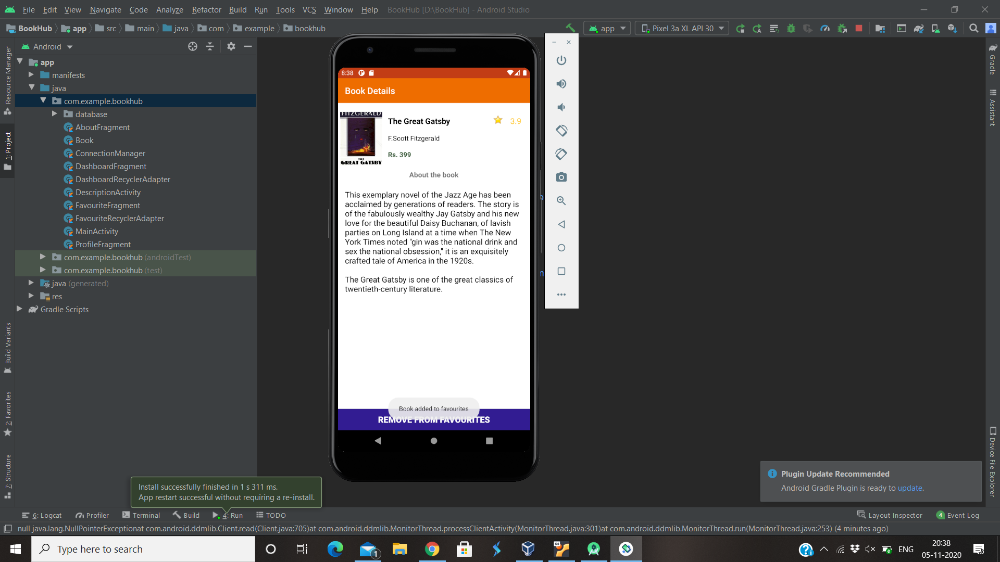 File Edit View Navigate Code Analyze Refactor Build Run Tools VCS Window Help BookHub [D:\BookHub] - Android Studio
BookHub app src main java com example bookhub app Pixel 3a XL API 30
Android
app
manifests
java
com.example.bookhub
database
AboutFragment
Book
ConnectionManager
DashboardFragment
DashboardRecyclerAdapter
DescriptionActivity
FavouriteFragment
FavouriteRecyclerAdapter
MainActivity
ProfileFragment
com.example.bookhub (androidTest)
com.example.bookhub (test)
java (generated)
res
Gradle Scripts
Resource Manager
1: Project
Build Variants
2: Favorites
7: Structure
8:38
Book Details
FITZGERALD
THE
GREAT GATSBY
The Great Gatsby 3.9
F.Scott Fitzgerald
Rs. 399
About the book
This exemplary novel of the Jazz Age has been
acclaimed by generations of readers. The story is
of the fabulously wealthy Jay Gatsby and his new
love for the beautiful Daisy Buchanan, of lavish
parties on Long Island at a time when The New
York Times noted "gin was the national drink and
sex the national obsession," it is an exquisitely
crafted tale of America in the 1920s.
The Great Gatsby is one of the great classics of
twentieth-century literature.
Book added to favourites
REMOVE FROM FAVOURITES
Gradle
Assistant
Device File Explorer
Plugin Update Recommended
Android Gradle Plugin is ready to update.
Install successfully finished in 1 s 311 ms.
App restart successful without requiring a re-install.
6: Logcat Profiler Terminal Build 4: Run TODO Layout Inspector 4 Event Log
null java.lang.NullPointerExceptionat com.android.ddmlib.Client.read(Client.java:705)at com.android.ddmlib.MonitorThread.processClientActivity(MonitorThread.java:301)at com.android.ddmlib.MonitorThread.run(MonitorThread.java:253) (4 minutes ago)
Type here to search 1 64 ENG 20:38
05-11-2020